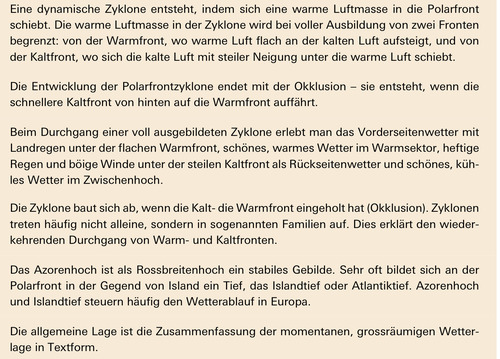 Eine dynamische Zyklone entsteht, indem sich eine warme Luftmasse in die Polarfront
schiebt. Die warme Luftmasse in der Zyklone wird bei voller Ausbildung von zwei Fronten
begrenzt: von der Warmfront, wo warme Luft flach an der kalten Luft aufsteigt, und von
der Kaltfront, wo sich die kalte Luft mit steiler Neigung unter die warme Luft schiebt.
Die Entwicklung der Polarfrontzyklone endet mit der Okklusion – sie entsteht, wenn die
schnellere Kaltfront von hinten auf die Warmfront auffährt.
Beim Durchgang einer voll ausgebildeten Zyklone erlebt man das Vorderseitenwetter mit
Landregen unter der flachen Warmfront, schönes, warmes Wetter im Warmsektor, heftige
Regen und böige Winde unter der steilen Kaltfront als Rückseitenwetter und schönes, küh-
les Wetter im Zwischenhoch.
Die Zyklone baut sich ab, wenn die Kalt- die Warmfront eingeholt hat (Okklusion). Zyklonen
treten häufig nicht alleine, sondern in sogenannten Familien auf. Dies erklärt den wieder-
kehrenden Durchgang von Warm- und Kaltfronten.
Das Azorenhoch ist als Rossbreitenhoch ein stabiles Gebilde. Sehr oft bildet sich an der
Polarfront in der Gegend von Island ein Tief, das Islandtief oder Atlantiktief. Azorenhoch
und Islandtief steuern häufig den Wetterablauf in Europa.
Die allgemeine Lage ist die Zusammenfassung der momentanen, grossräumigen Wetter-
lage in Textform.